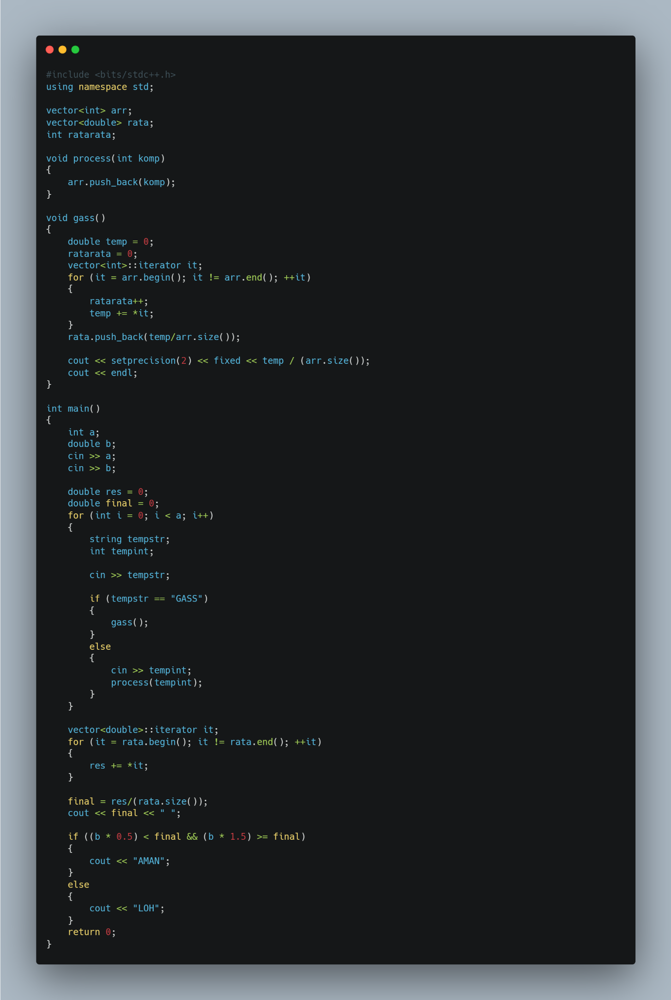 #include <bits/stdc++.h>
using namespace std;

vector<int> arr;
vector<double> rata;
int ratarata;

void process(int komp)
{
    arr.push_back(komp);
}

void gass()
{
    double temp = 0;
    ratarata = 0;
    vector<int>::iterator it;
    for (it = arr.begin(); it != arr.end(); ++it)
    {
        ratarata++;
        temp += *it;
    }
    rata.push_back(temp/arr.size());

    cout << setprecision(2) << fixed << temp / (arr.size());
    cout << endl;
}

int main()
{
    int a;
    double b;
    cin >> a;
    cin >> b;

    double res = 0;
    double final = 0;
    for (int i = 0; i < a; i++)
    {
        string tempstr;
        int tempint;

        cin >> tempstr;

        if (tempstr == "GASS")
        {
            gass();
        }
        else
        {
            cin >> tempint;
            process(tempint);
        }
    }

    vector<double>::iterator it;
    for (it = rata.begin(); it != rata.end(); ++it)
    {
        res += *it;
    }

    final = res/(rata.size());
    cout << final << " ";

    if ((b * 0.5) < final && (b * 1.5) >= final)
    {
        cout << "AMAN";
    }
    else
    {
        cout << "LOH";
    }
    return 0;
}